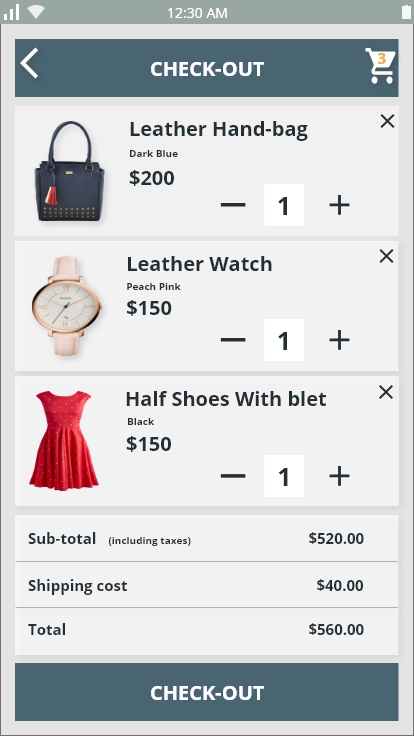 12:30 AM
CHECK-OUT
3
Leather Hand-bag
Dark Blue
$200
1
Leather Watch
Peach Pink
$150
1
Half Shoes With blet
Black
$150
1
Sub-total (including taxes) $520.00
Shipping cost $40.00
Total $560.00
CHECK-OUT